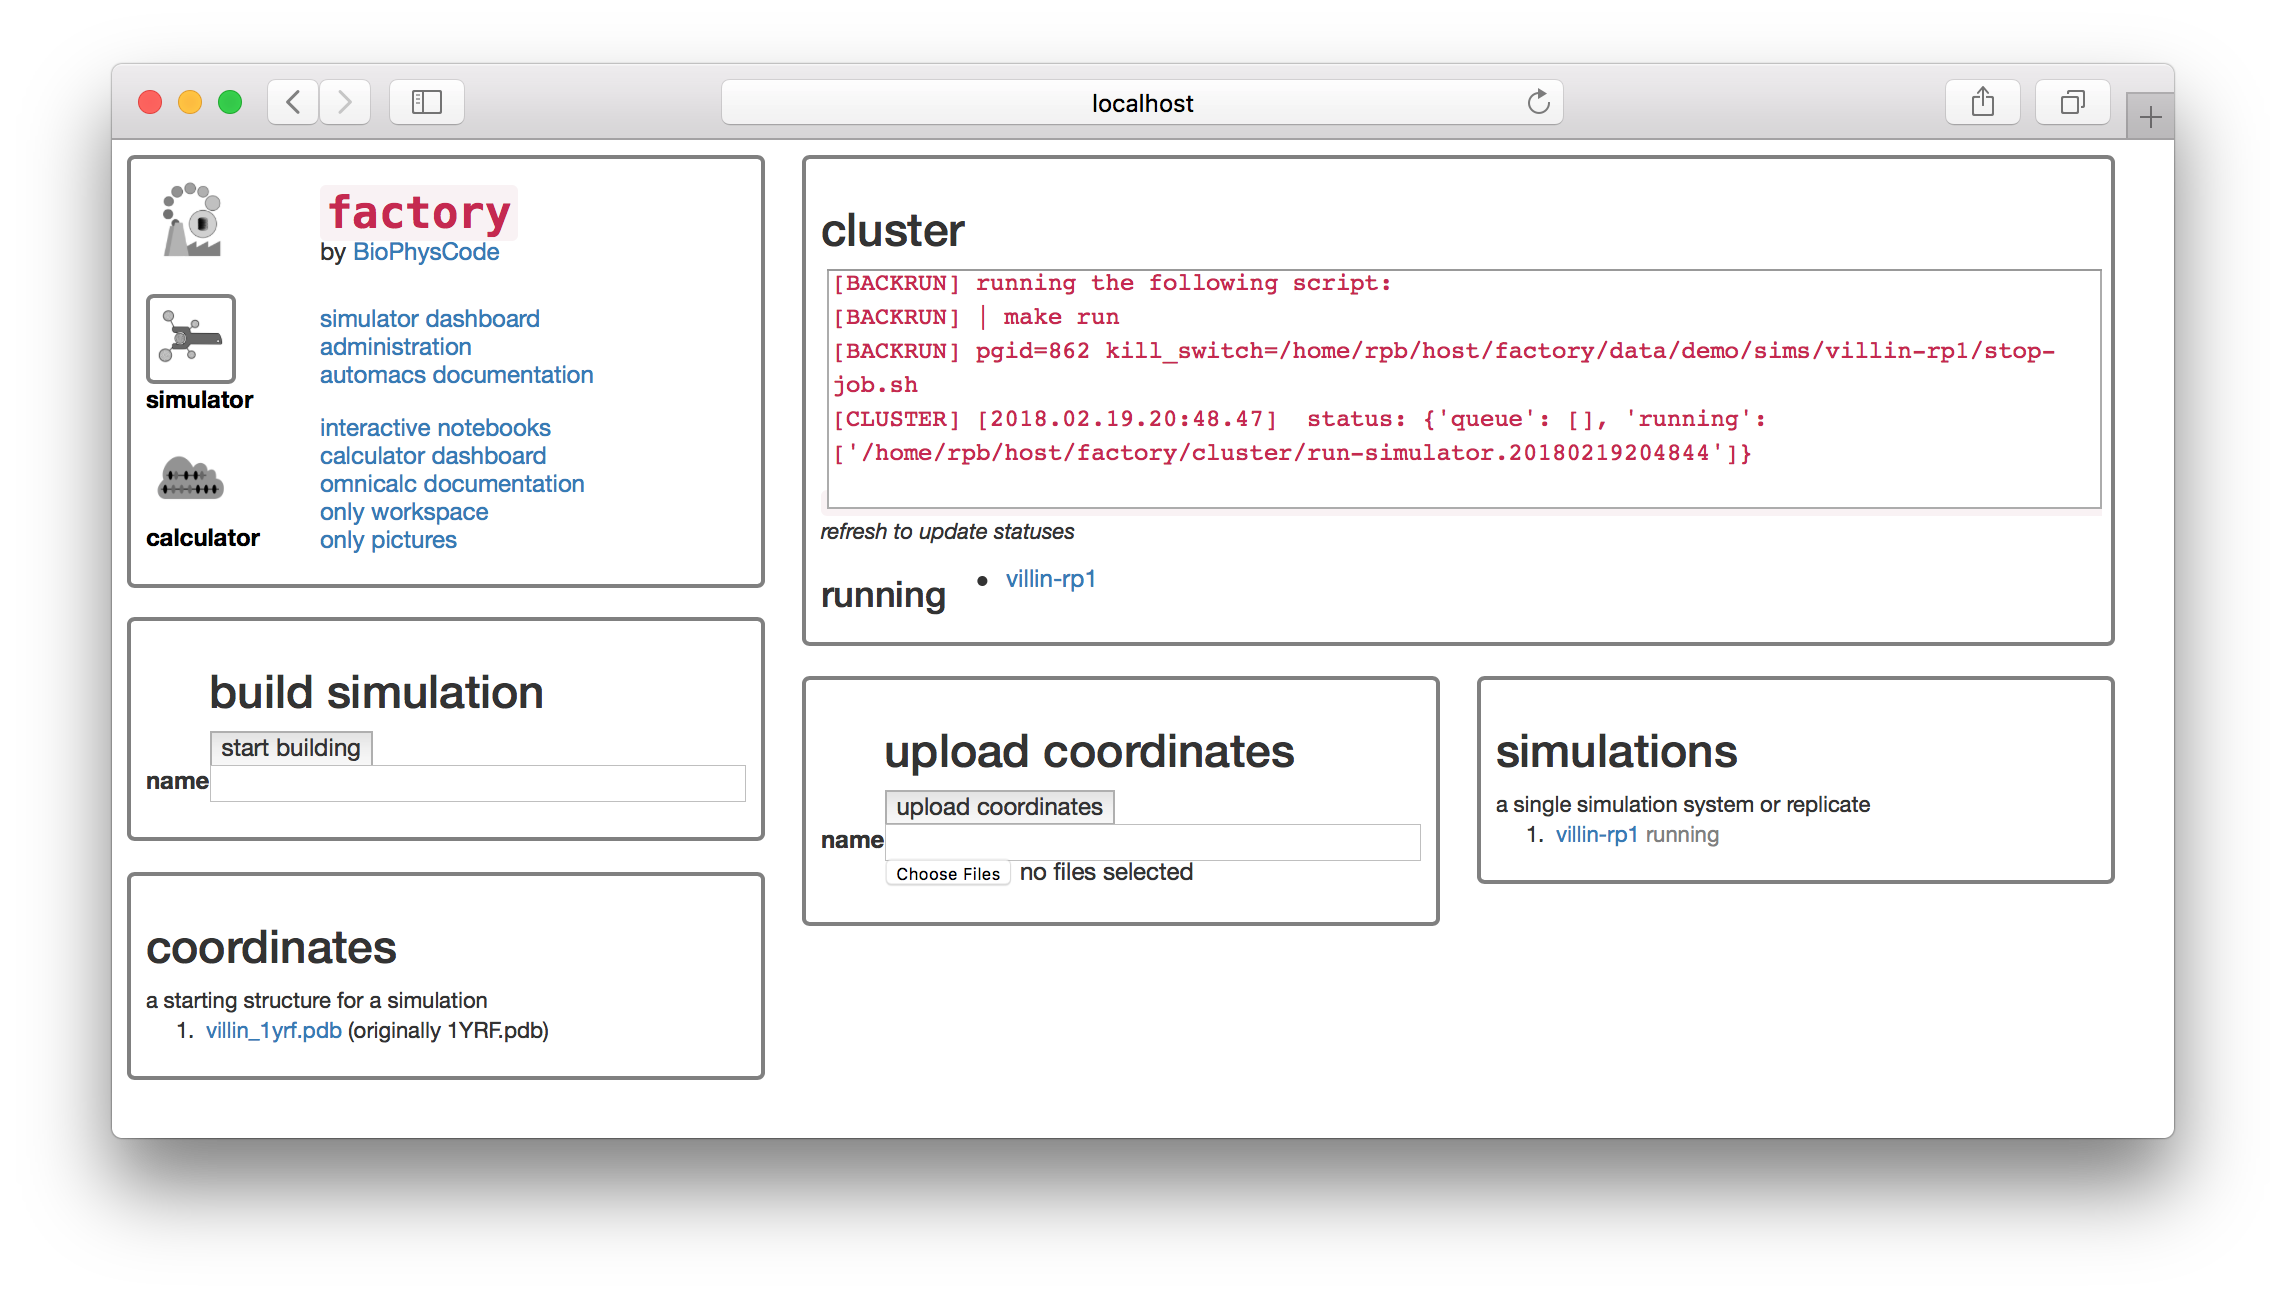 localhost
factory
by BioPhysCode
simulator dashboard
administration
automacs documentation
simulator
interactive notebooks
calculator dashboard
omnicalc documentation
only workspace
only pictures
calculator
cluster
[BACKRUN] running the following script:
[BACKRUN] | make run
[BACKRUN] pgid=862 kill_switch=/home/rpb/host/factory/data/demo/sims/villin-rp1/stop-
job.sh
[CLUSTER] [2018.02.19.20:48.47]  status: {'queue': [], 'running':
['/home/rpb/host/factory/cluster/run-simulator.20180219204844']}
refresh to update statuses
running
• villin-rp1
build simulation
start building
name
upload coordinates
upload coordinates
name
Choose Files no files selected
simulations
a single simulation system or replicate
1. villin-rp1 running
coordinates
a starting structure for a simulation
1. villin_1yrf.pdb (originally 1YRF.pdb)